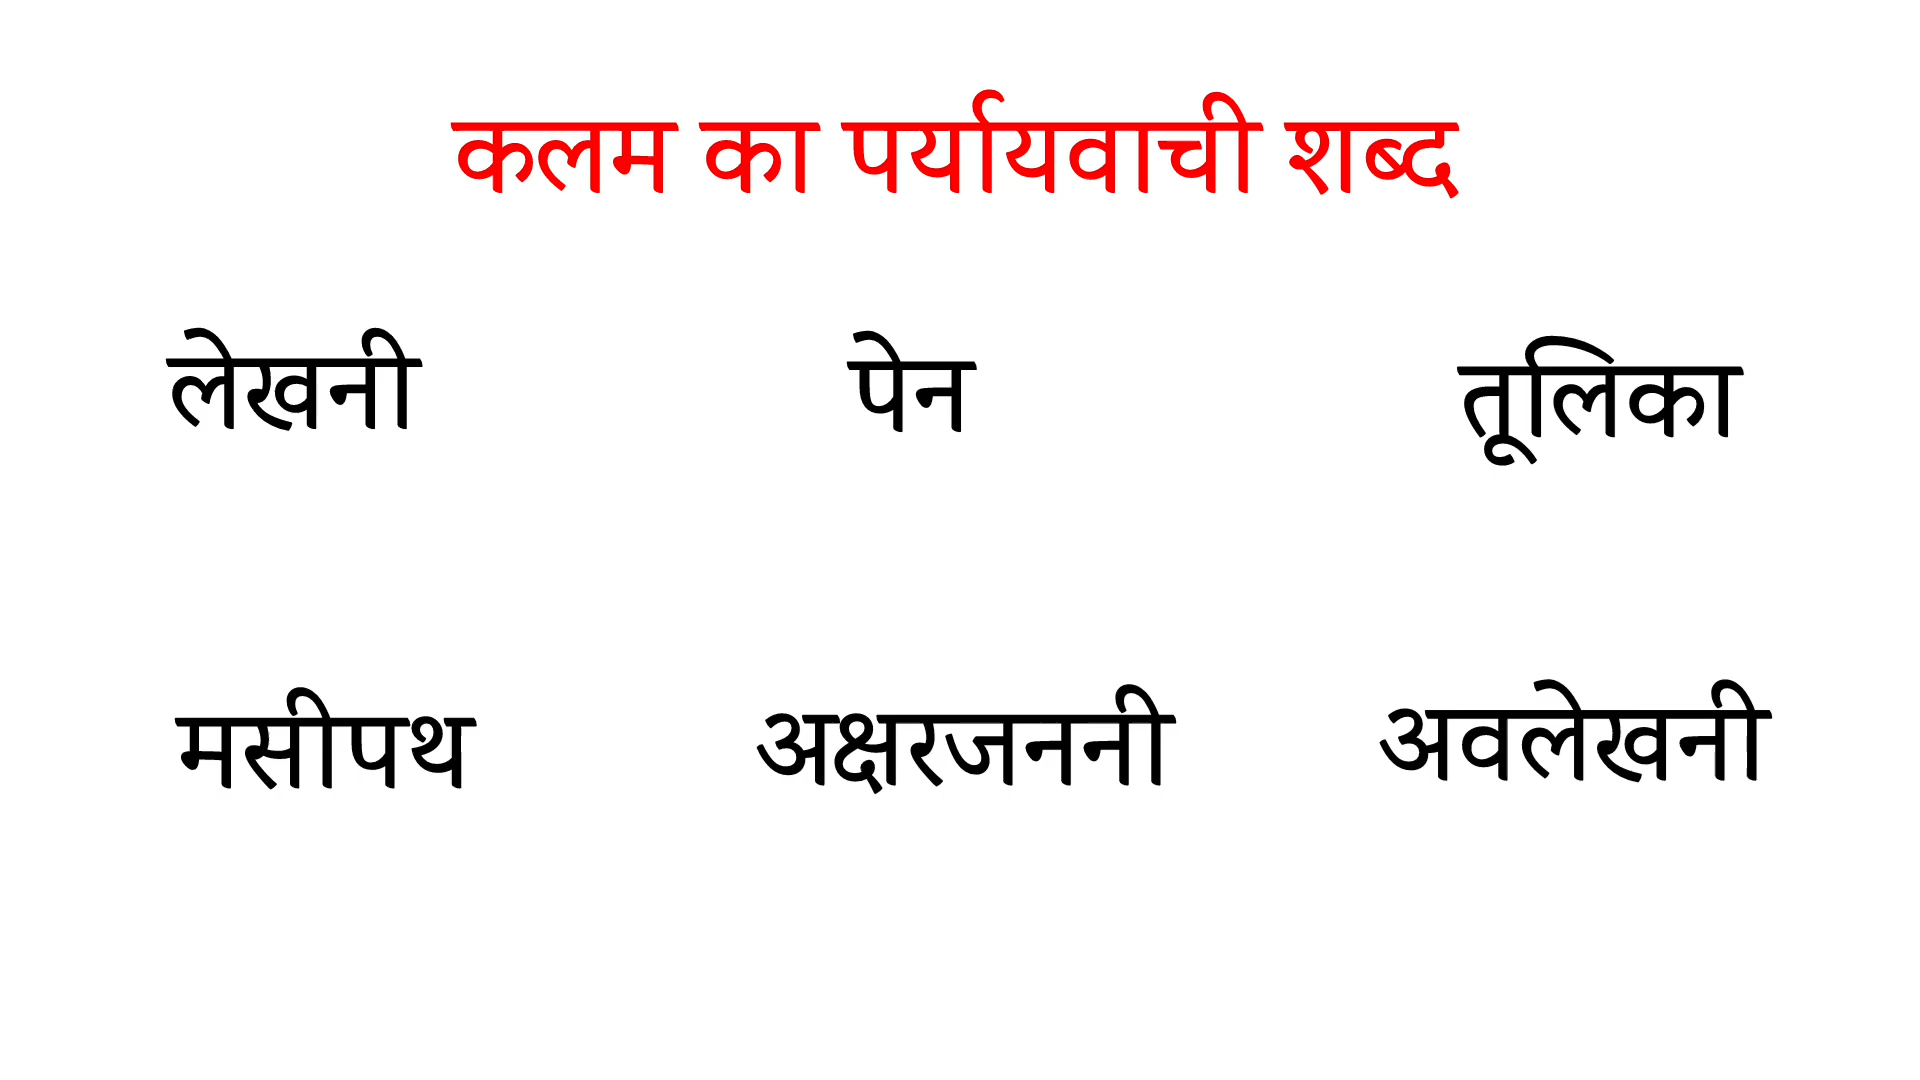 कलम का पर्यायवाची शब्द
लेखनी पेन तूलिका
मसीपथ अक्षरजननी अवलेखनी